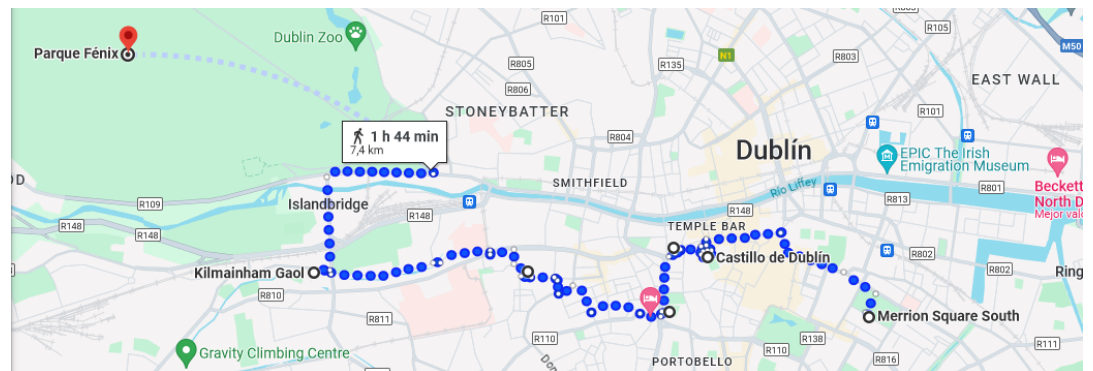 R101
R105
Parque Fénix
Dublin Zoo
N1
M50
R805
R135
R803
EAST WALL
R806
STONEYBATTER
R101
1 h 44 min
7,4 km
R804
Dublín
EPIC The Irish
Emigration Museum
SMITHFIELD
Río Liffey
R801
Beckett
North D
Mejor valo
OD
R109
Islandbridge
R148
R813
R148
R148
R148
TEMPLE BAR
Kilmainham Gaol
Castillo de Dublín
R802
R802
Ring
R810
R811
Merrion Square South
R110
Don
Gravity Climbing Centre
PORTOBELLO
R110
R138
R816
R111